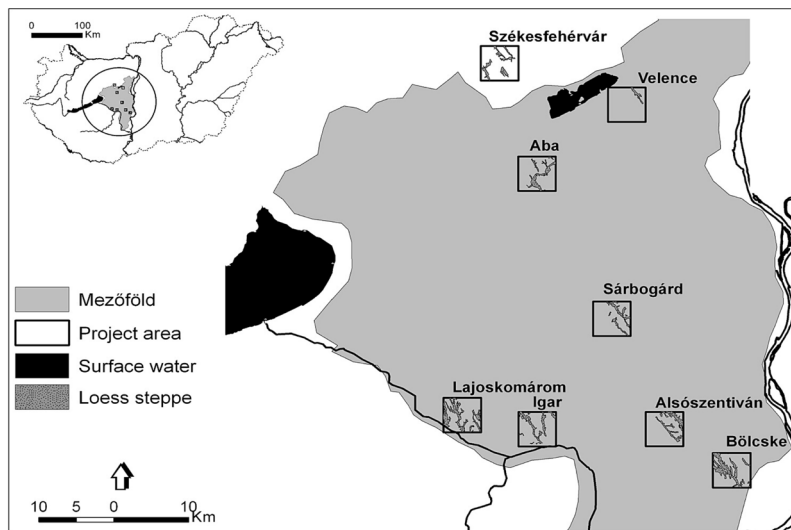 0 100
Km
Székesfehérvár
Velence
Aba
Sárbogárd
Lajoskomárom
Igar
Alsószentiván
Bölcske
Mezőföld
Project area
Surface water
Loess steppe
10 5 0 10
Km